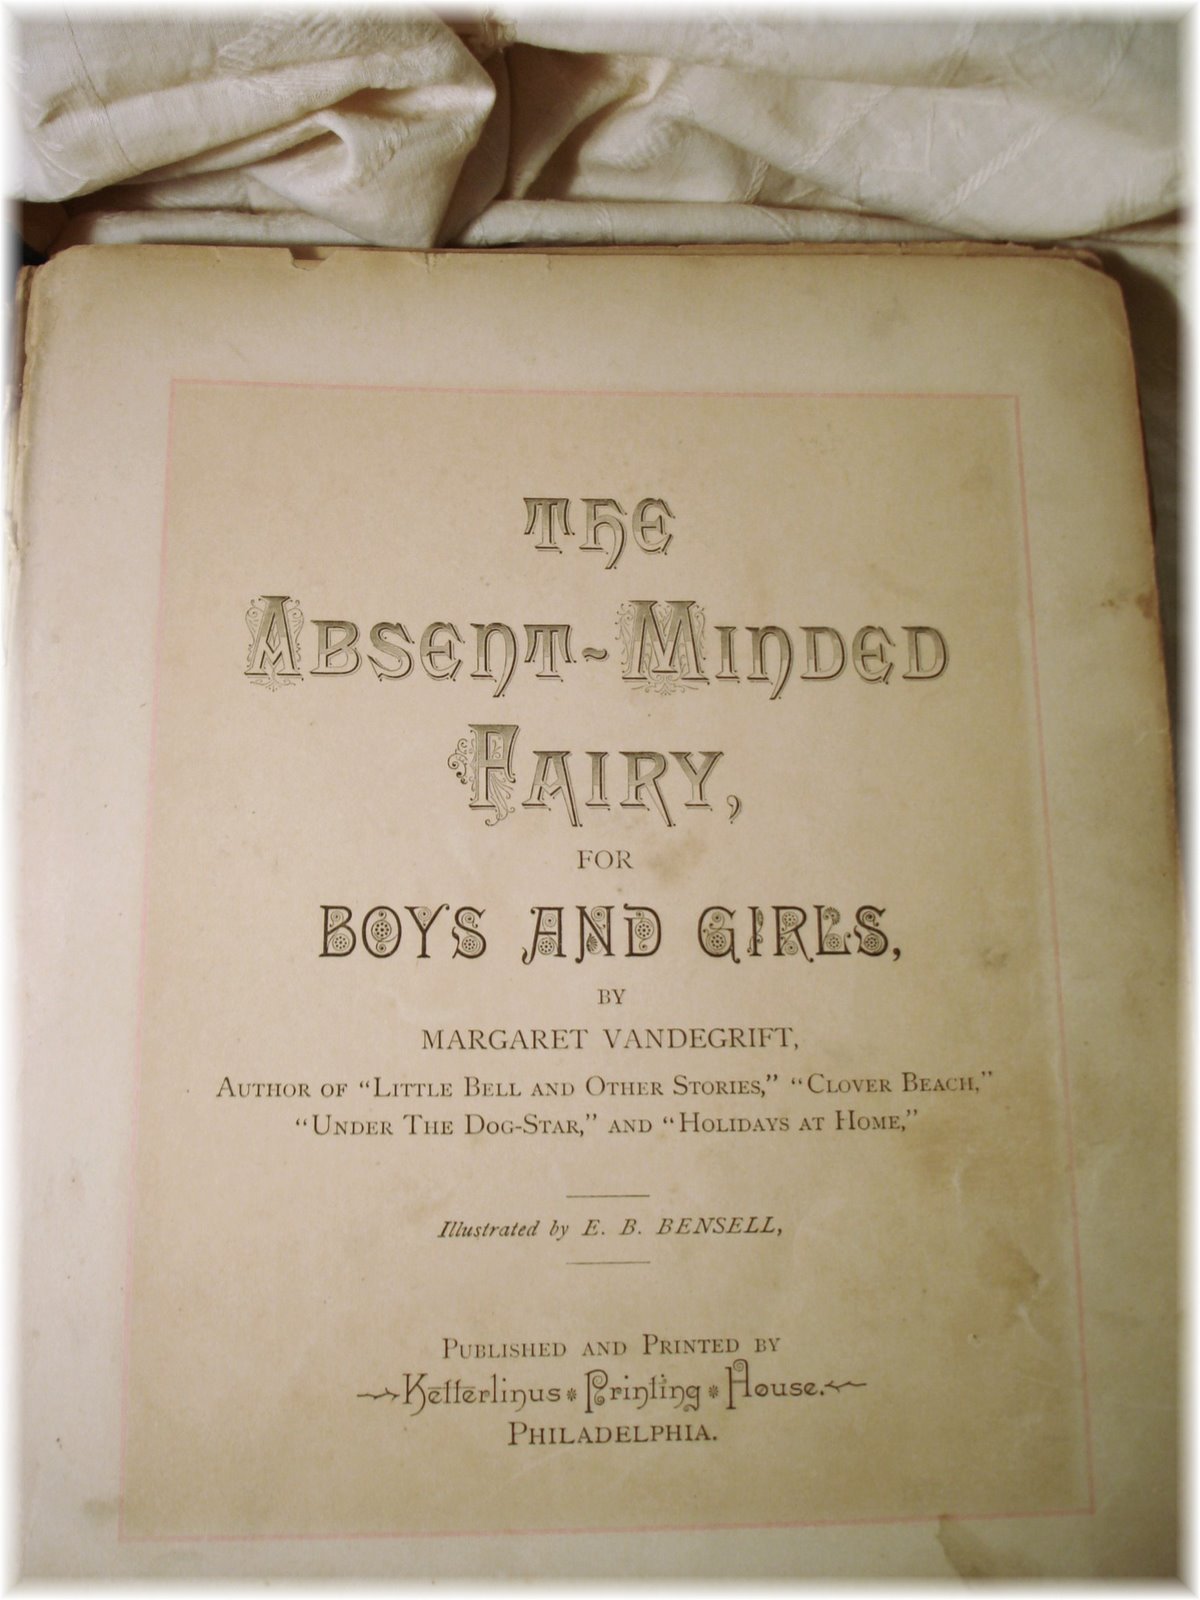 THE
ABSENT-MINDED
FAIRY,
FOR
BOYS AND GIRLS,
BY
MARGARET VANDEGRIFT,
AUTHOR OF “LITTLE BELL AND OTHER STORIES,” “CLOVER BEACH,”
“UNDER THE DOG-STAR,” AND “HOLIDAYS AT HOME,”
Illustrated by E. B. BENSELL,
PUBLISHED AND PRINTED BY
Ketterlinus Printing House.
PHILADELPHIA.